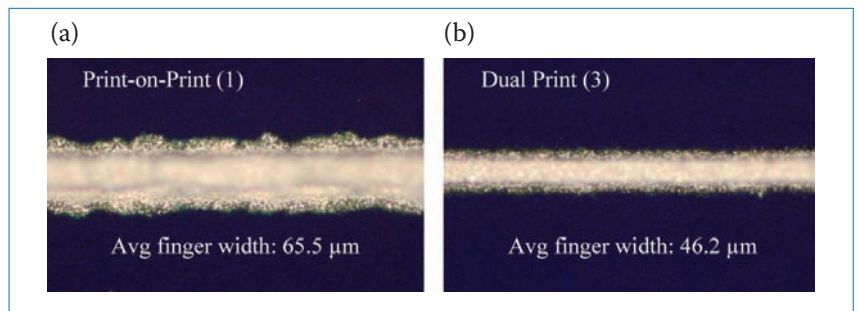 (a)
(b)
Print-on-Print (1)
Dual Print (3)
Avg finger width: 65.5 µm
Avg finger width: 46.2 µm